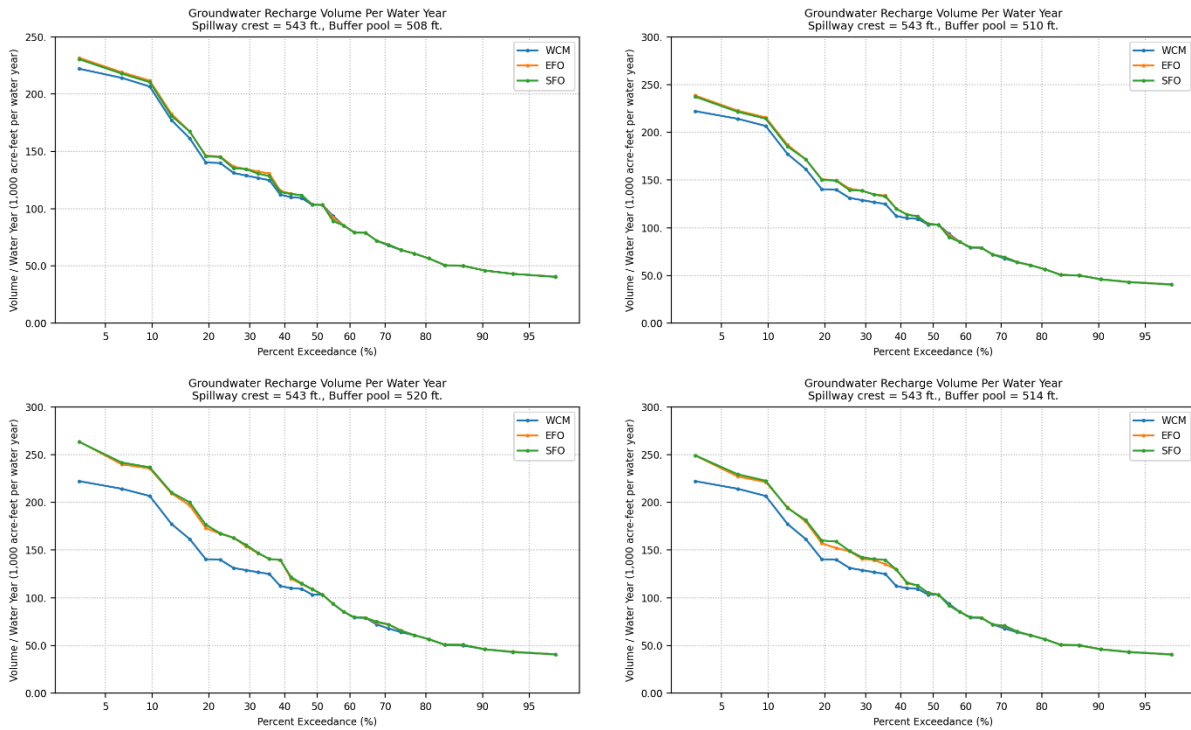 Groundwater Recharge Volume Per Water Year
Spillway crest = 543 ft., Buffer pool = 508 ft.
250.
200.
150.
100.
50.0
0.00
Volume / Water Year (1,000 acre-feet per water year)
WCM
EFO
SFO
5 10 20 30 40 50 60 70 80 90 95
Percent Exceedance (%)
Groundwater Recharge Volume Per Water Year
Spillway crest = 543 ft., Buffer pool = 510 ft.
300.
250.
200.
150.
100.
50.0
0.00
Volume / Water Year (1,000 acre-feet per water year)
WCM
EFO
SFO
5 10 20 30 40 50 60 70 80 90 95
Percent Exceedance (%)
Groundwater Recharge Volume Per Water Year
Spillway crest = 543 ft., Buffer pool = 520 ft.
300.
250.
200.
150.
100.
50.0
0.00
Volume / Water Year (1,000 acre-feet per water year)
WCM
EFO
SFO
5 10 20 30 40 50 60 70 80 90 95
Percent Exceedance (%)
Groundwater Recharge Volume Per Water Year
Spillway crest = 543 ft., Buffer pool = 514 ft.
300.
250.
200.
150.
100.
50.0
0.00
Volume / Water Year (1,000 acre-feet per water year)
WCM
EFO
SFO
5 10 20 30 40 50 60 70 80 90 95
Percent Exceedance (%)